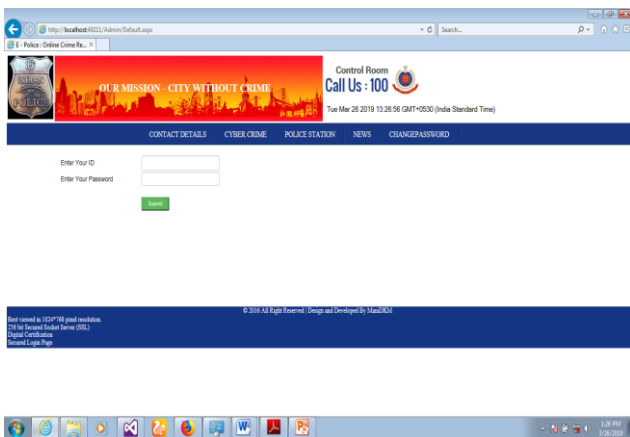 http://localhost:49211/Admin/Default.aspx
Search...
E - Police : Online Crime Re...
INDIAN
POLICE
OUR MISSION - CITY WITHOUT CRIME
Control Room
Call Us : 100
Tue Mar 26 2019 13:26:56 GMT+0530 (India Standard Time)
CONTACT DETAILS CYBER CRIME POLICE STATION NEWS CHANGEPASSWORD
Enter Your ID
Enter Your Password
Submit
© 2016 All Right Reserved | Design and Developed By ManiDKM
Best viewed in 1024*768 pixel resolution.
256 bit Secured Socket Server (SSL)
Digital Certification
Secured Login Page
1:26 PM
3/26/2019